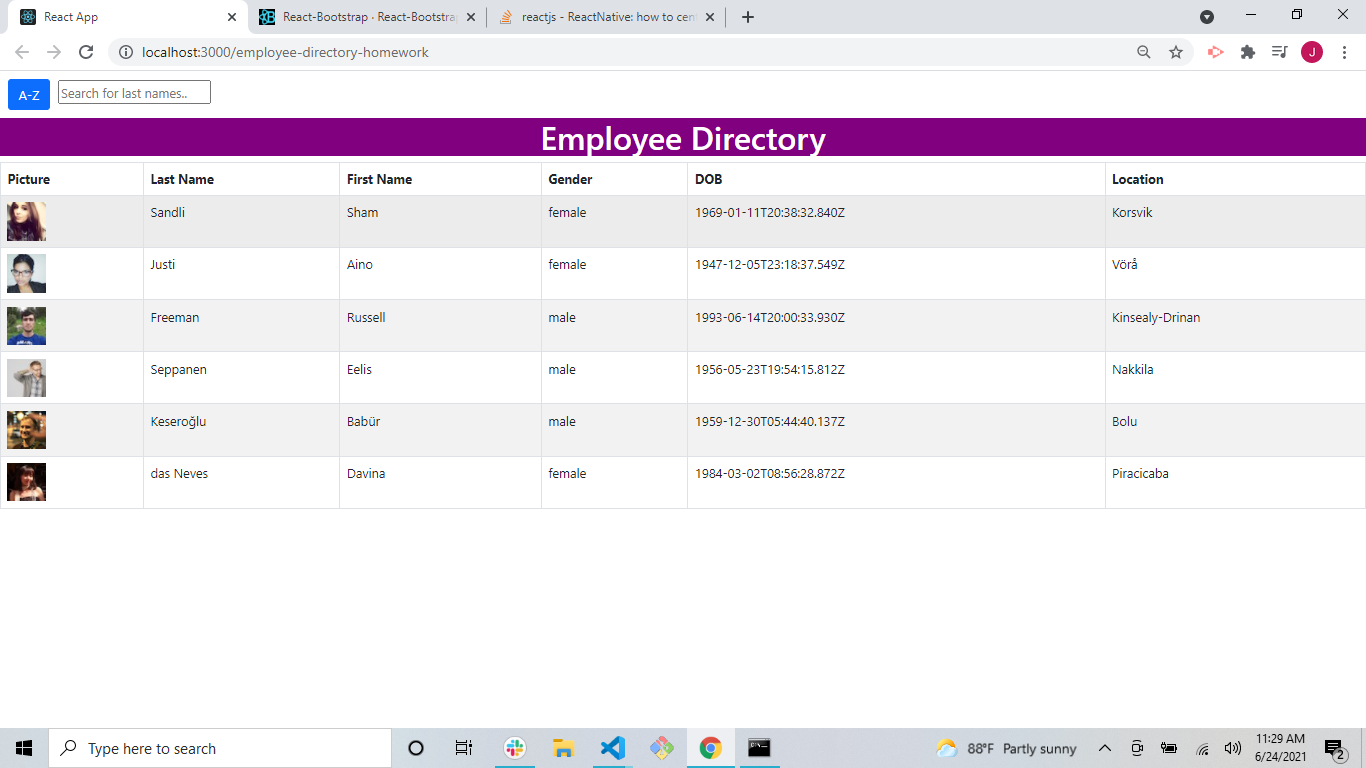 React App
React-Bootstrap · React-Bootstra
reactjs - ReactNative: how to cen
localhost:3000/employee-directory-homework
J
A-Z
Search for last names..
Employee Directory
Picture Last Name First Name Gender DOB Location
Sandli Sham female 1969-01-11T20:38:32.840Z Korsvik
Justi Aino female 1947-12-05T23:18:37.549Z Vörå
Freeman Russell male 1993-06-14T20:00:33.930Z Kinsealy-Drinan
Seppanen Eelis male 1956-05-23T19:54:15.812Z Nakkila
Keseroğlu Babür male 1959-12-30T05:44:40.137Z Bolu
das Neves Davina female 1984-03-02T08:56:28.872Z Piracicaba
Type here to search
88°F Partly sunny
11:29 AM
6/24/2021
2